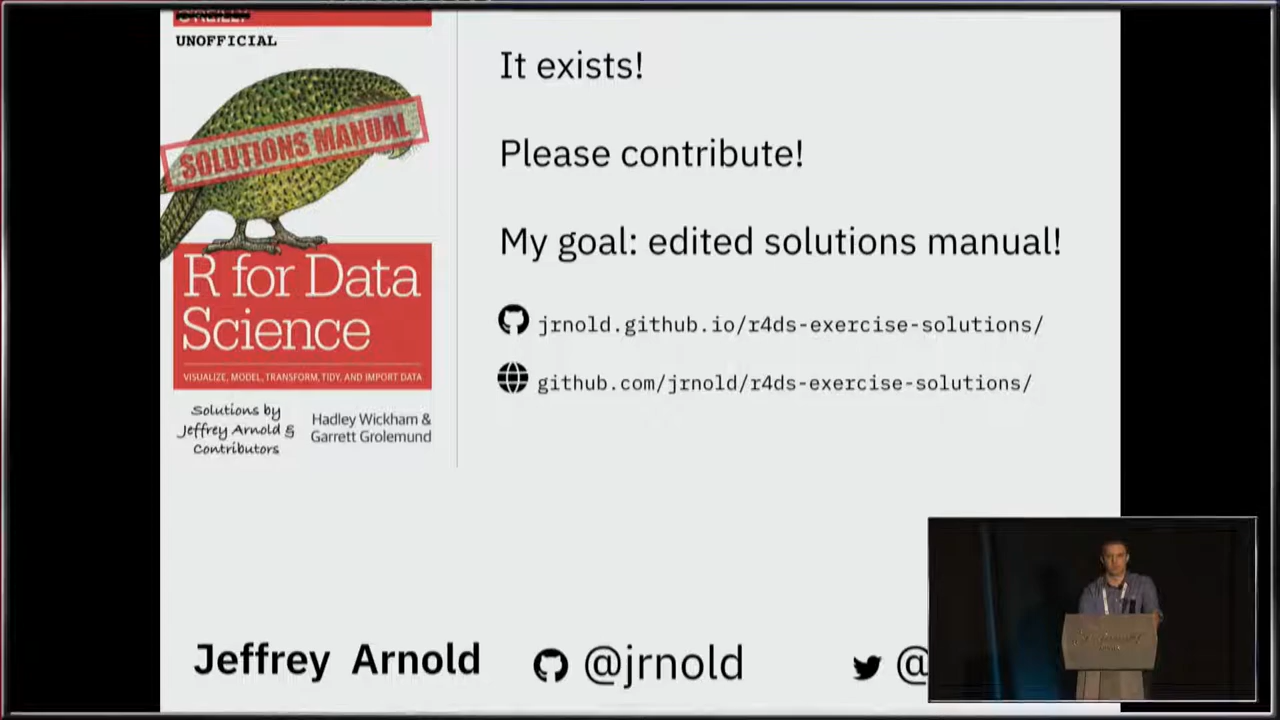 O'REILLY
UNOFFICIAL
SOLUTIONS MANUAL
R for Data
Science
VISUALIZE, MODEL, TRANSFORM, TIDY, AND IMPORT DATA
Solutions by
Jeffrey Arnold &
Contributors
Hadley Wickham &
Garrett Grolemund
It exists!
Please contribute!
My goal: edited solutions manual!
jrnold.github.io/r4ds-exercise-solutions/
github.com/jrnold/r4ds-exercise-solutions/
Jeffrey Arnold
@jrnold
@